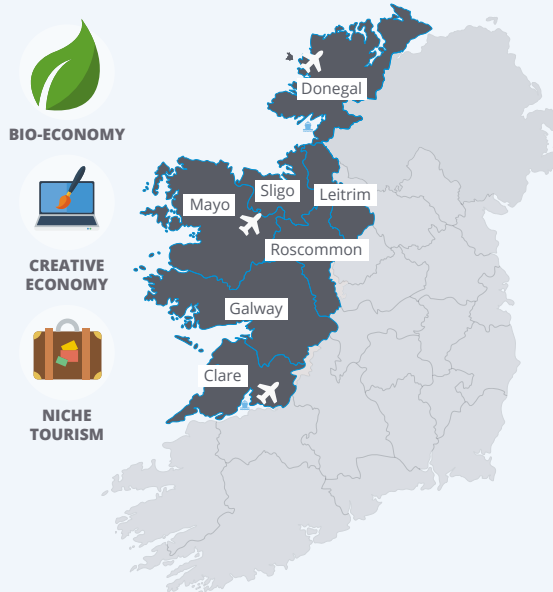 BIO-ECONOMY
CREATIVE
ECONOMY
NICHE
TOURISM
Donegal
Sligo
Leitrim
Mayo
Roscommon
Galway
Clare